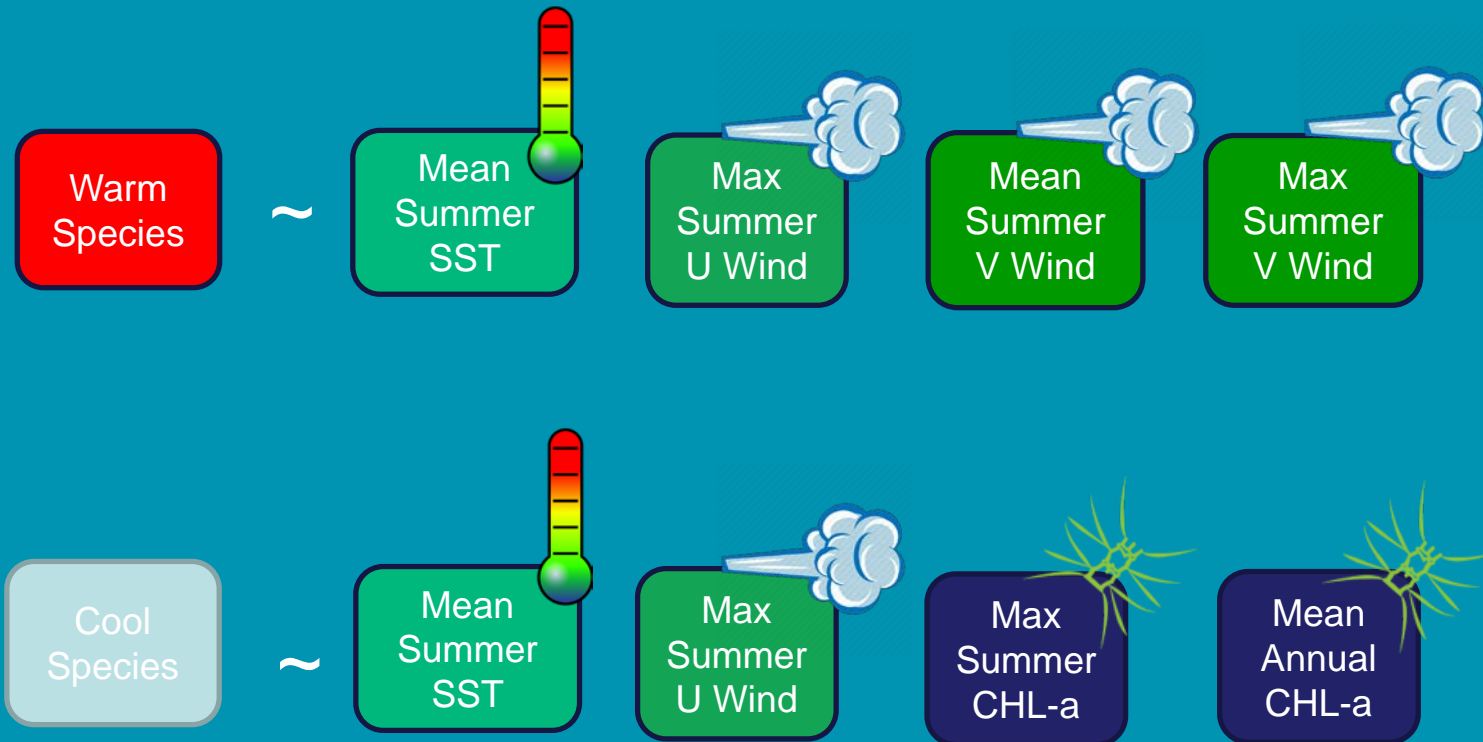 Warm
Species
~
Mean
Summer
SST
Max
Summer
U Wind
Mean
Summer
V Wind
Max
Summer
V Wind
Cool
Species
~
Mean
Summer
SST
Max
Summer
U Wind
Max
Summer
CHL-a
Mean
Annual
CHL-a